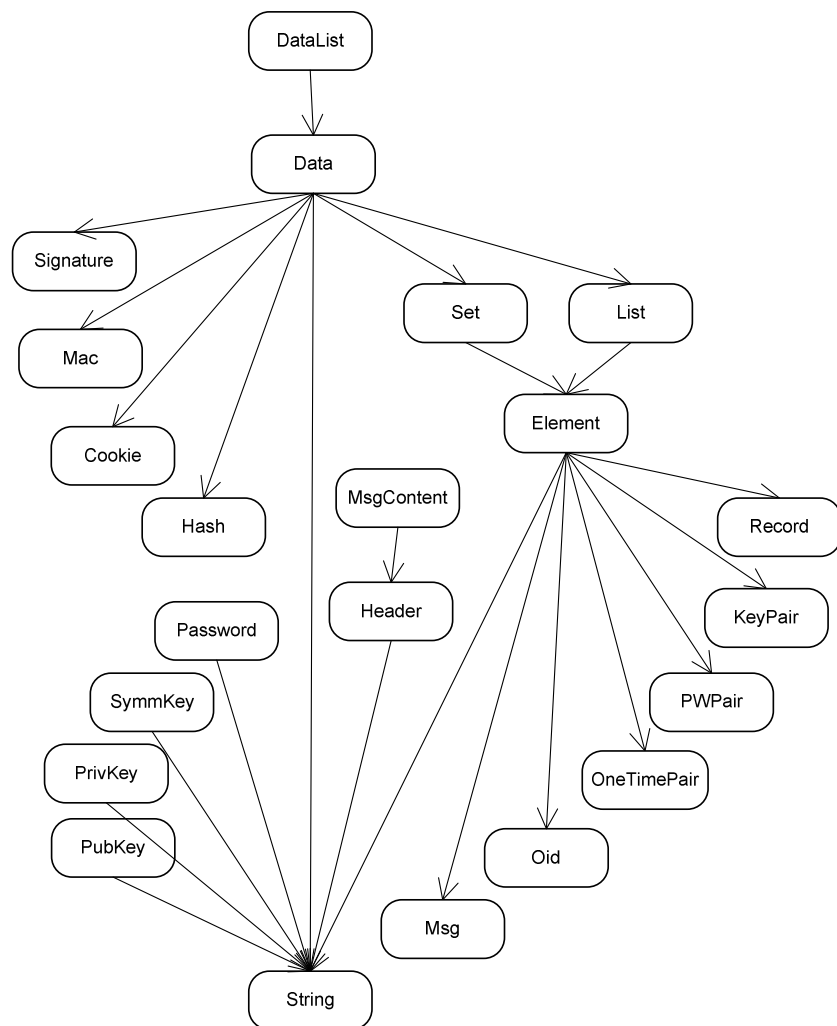 DataList
Data
Signature
Set
List
Mac
Element
Cookie
MsgContent
Hash
Record
Header
KeyPair
Password
PWPair
SymmKey
PrivKey
OneTimePair
PubKey
Oid
Msg
String